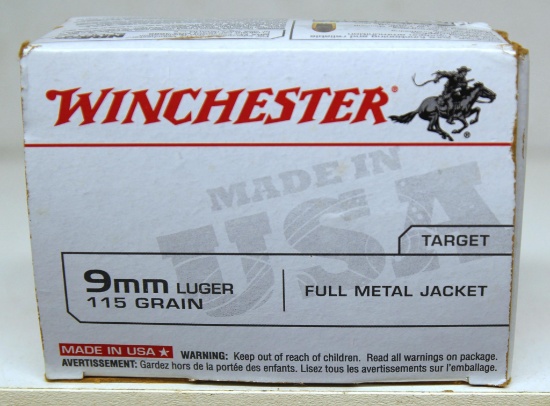 WINCHESTER®
MADE IN
USA
TARGET
9mm LUGER
115 GRAIN
FULL METAL JACKET
MADE IN USA★
WARNING: Keep out of reach of children. Read all warnings on package.
AVERTISSEMENT: Gardez hors de la portée des enfants. Lisez tous les avertissements sur l'emballage.